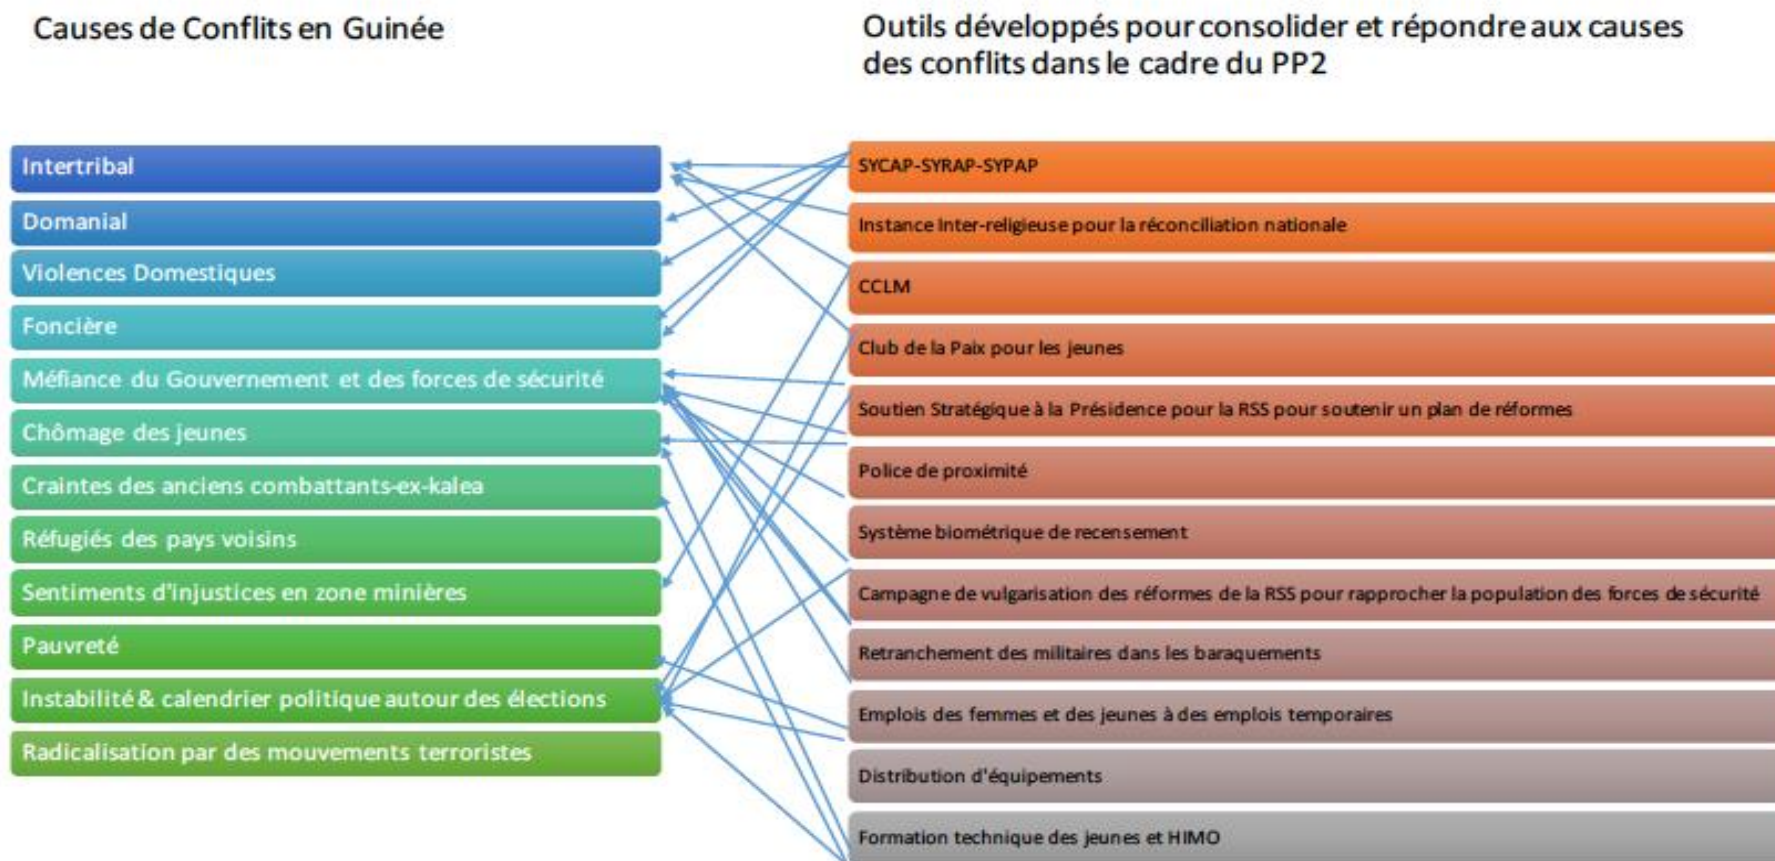 Causes de Conflits en Guinée
Outils développés pour consolider et répondre aux causes
des conflits dans le cadre du PP2
Intertribal
Domanial
Violences Domestiques
Foncière
Méfiance du Gouvernement et des forces de sécurité
Chômage des jeunes
Craintes des anciens combattants-ex-kalea
Réfugiés des pays voisins
Sentiments d'injustices en zone minières
Pauvreté
Instabilité & calendrier politique autour des élections
Radicalisation par des mouvements terroristes
SYCAP-SYRAP-SYPAP
Instance Inter-religieuse pour la réconciliation nationale
CCLM
Club de la Paix pour les jeunes
Soutien Stratégique à la Présidence pour la RSS pour soutenir un plan de réformes
Police de proximité
Système biométrique de recensement
Campagne de vulgarisation des réformes de la RSS pour rapprocher la population des forces de sécurité
Retranchement des militaires dans les baraquements
Emplois des femmes et des jeunes à des emplois temporaires
Distribution d'équipements
Formation technique des jeunes et HIMO